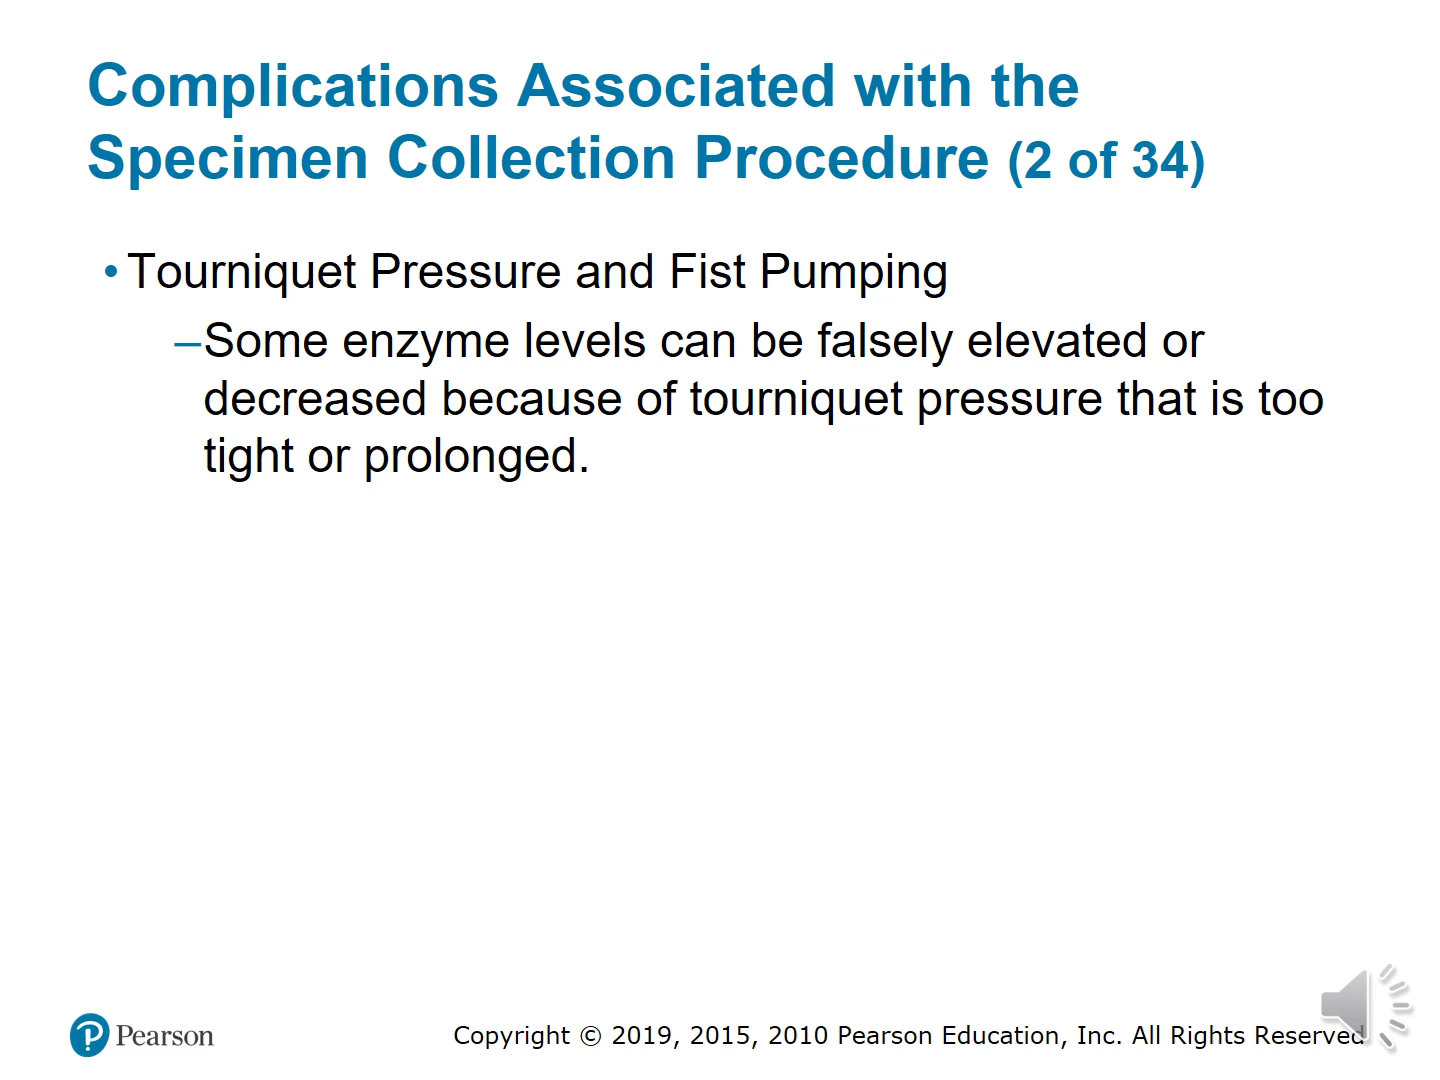 Complications Associated with the
Specimen Collection Procedure (2 of 34)
• Tourniquet Pressure and Fist Pumping
–Some enzyme levels can be falsely elevated or
decreased because of tourniquet pressure that is too
tight or prolonged.
Pearson
Copyright © 2019, 2015, 2010 Pearson Education, Inc. All Rights Reserved